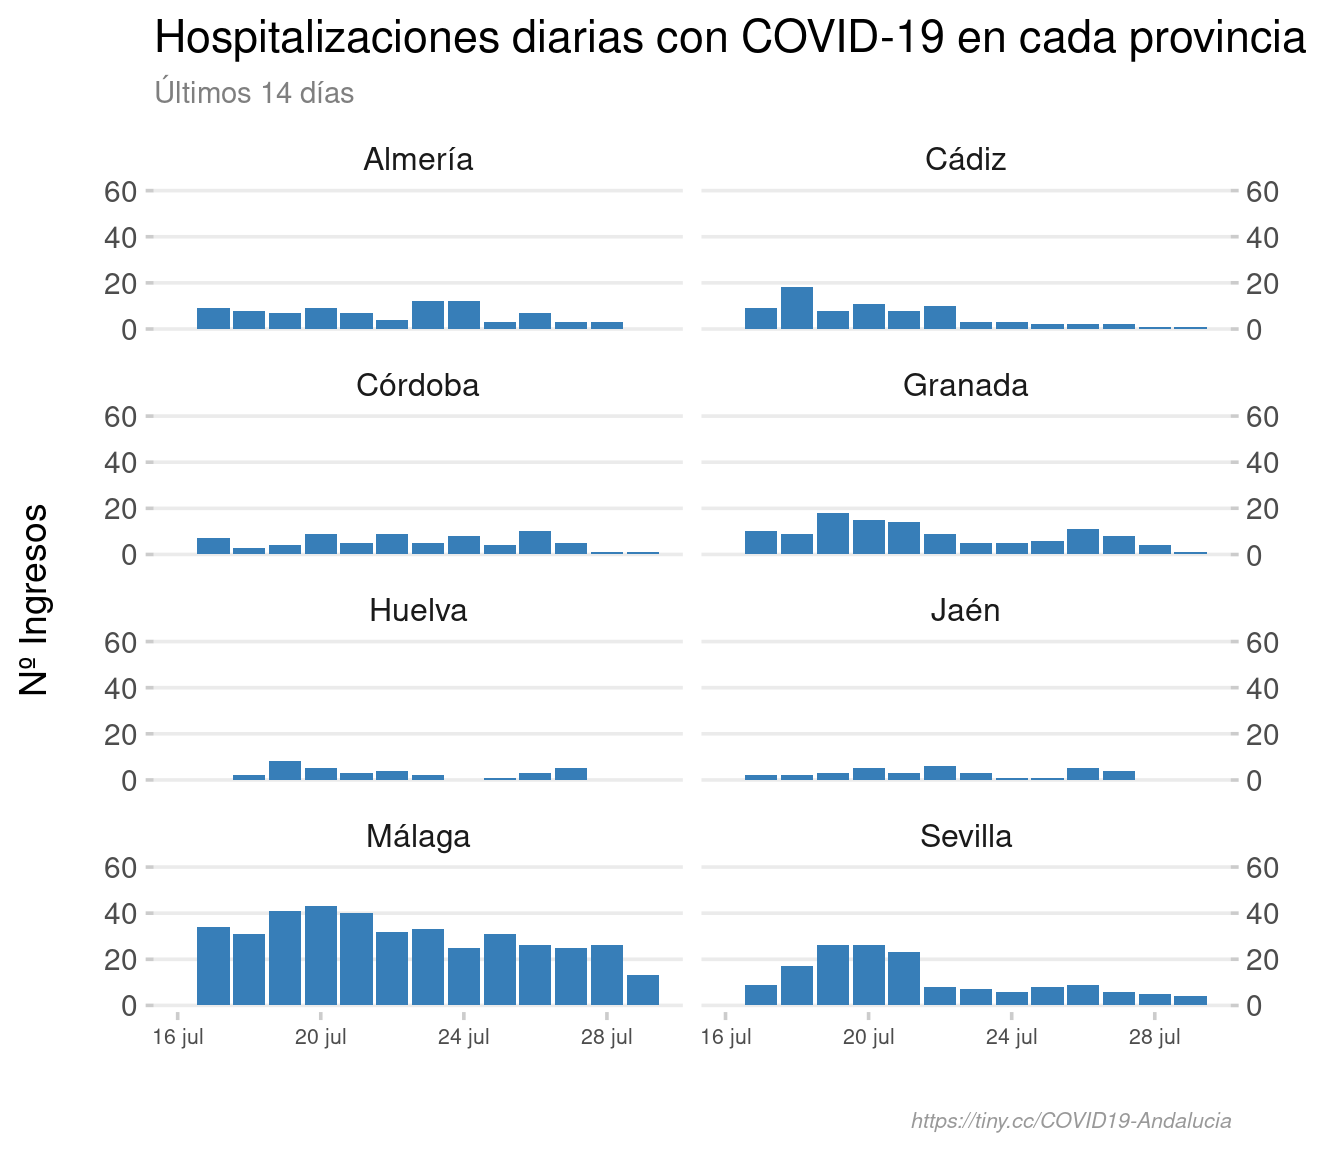 Hospitalizaciones diarias con COVID-19 en cada provincia
Últimos 14 días
Almería
Cádiz
60
40
20
0
60
40
20
0
Córdoba
Granada
60
40
20
0
60
40
20
0
Nº Ingresos
Huelva
Jaén
60
40
20
0
60
40
20
0
Málaga
Sevilla
60
40
20
0
60
40
20
0
16 jul 20 jul 24 jul 28 jul
16 jul 20 jul 24 jul 28 jul
https://tiny.cc/COVID19-Andalucia